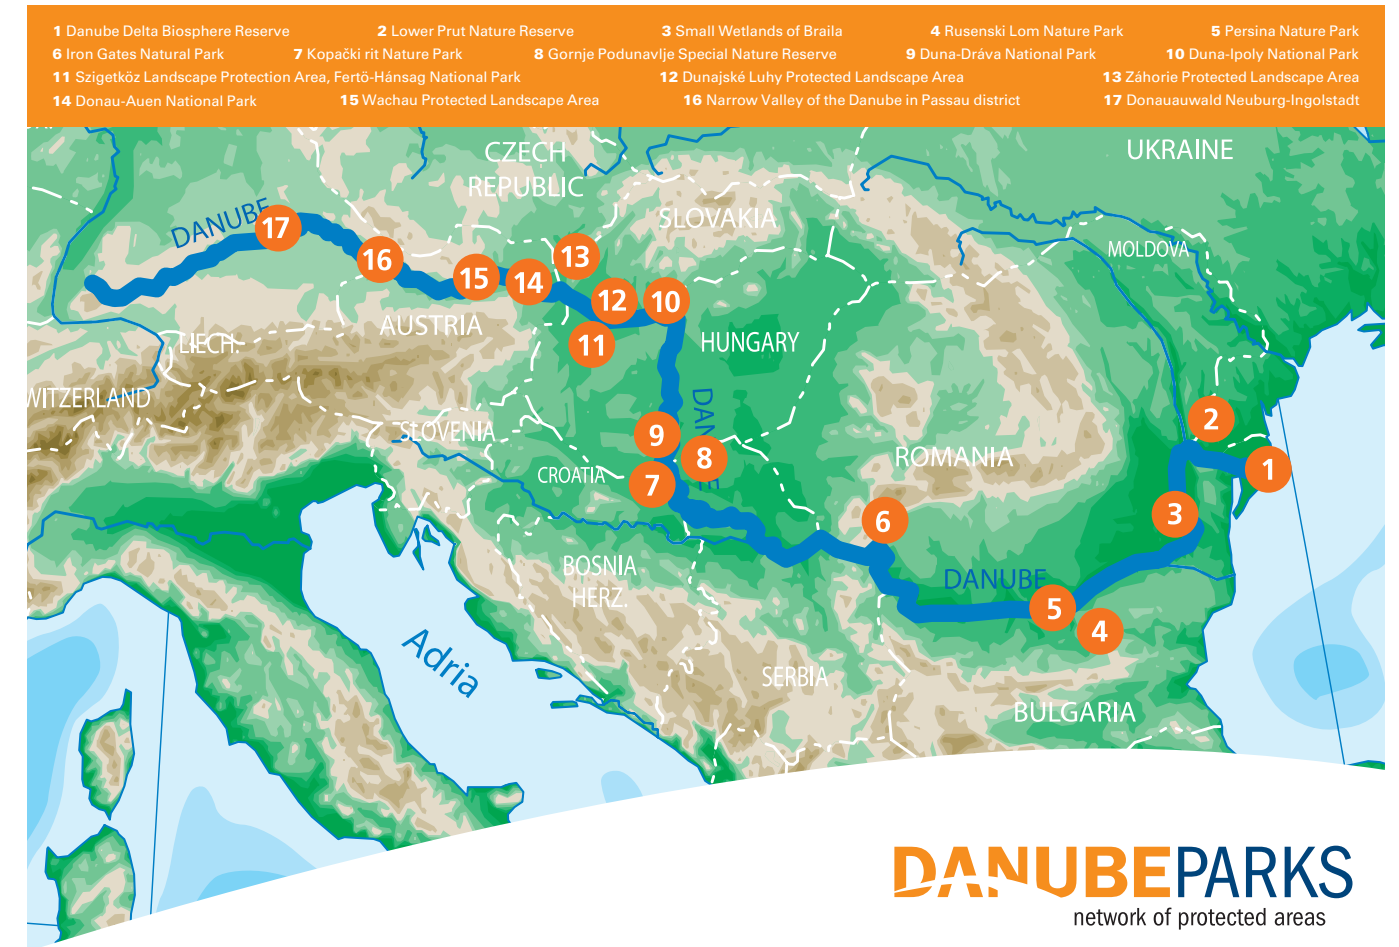 1 Danube Delta Biosphere Reserve 2 Lower Prut Nature Reserve 3 Small Wetlands of Braila 4 Rusenski Lom Nature Park 5 Persina Nature Park
6 Iron Gates Natural Park 7 Kopački rit Nature Park 8 Gornje Podunavlje Special Nature Reserve 9 Duna-Dráva National Park 10 Duna-Ipoly National Park
11 Szigetköz Landscape Protection Area, Fertö-Hánsag National Park 12 Dunajské Luhy Protected Landscape Area 13 Záhorie Protected Landscape Area
14 Donau-Auen National Park 15 Wachau Protected Landscape Area 16 Narrow Valley of the Danube in Passau district 17 Donauauwald Neuburg-Ingolstadt
CZECH
REPUBLIC
UKRAINE
SLOVAKIA
MOLDOVA
DANUBE
17
16
15
14
13
12
10
11
AUSTRIA
LIECH.
HUNGARY
WITZERLAND
SLOVENIA
CROATIA
9
8
7
ROMANIA
2
1
3
6
BOSNIA
HERZ.
DANUBE
5
4
Adria
SERBIA
BULGARIA
DANUBEPARKS
network of protected areas